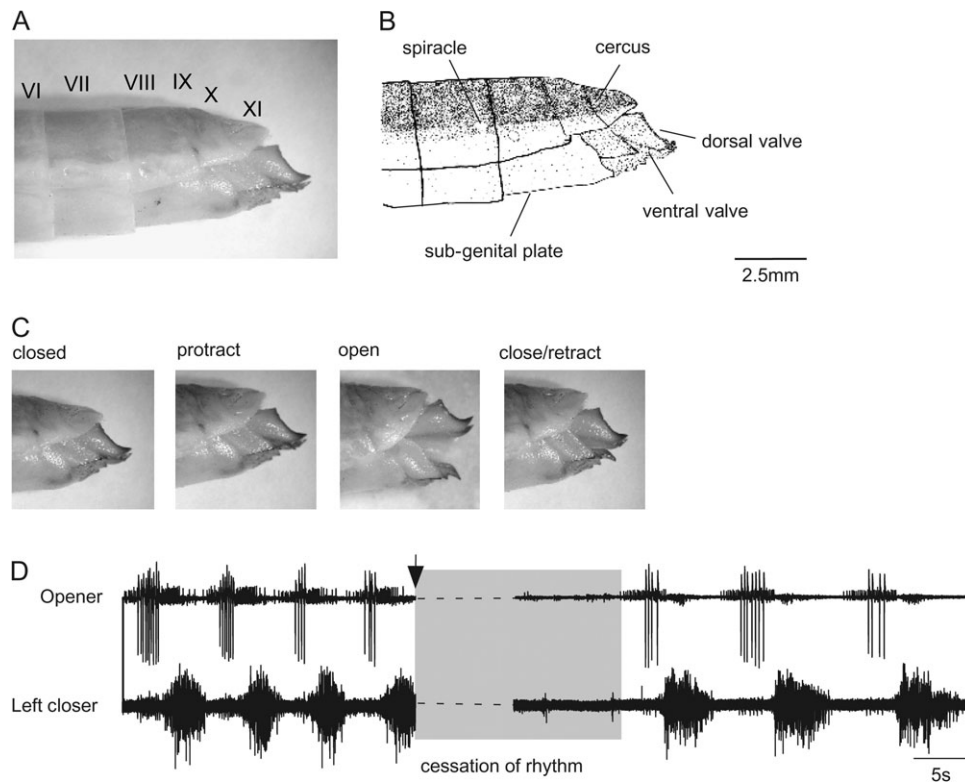 A
VI VII VIII IX X XI
B
spiracle
cercus
dorsal valve
ventral valve
sub-genital plate
2.5mm
C
closed protract open close/retract
D
Opener
Left closer
cessation of rhythm
5s